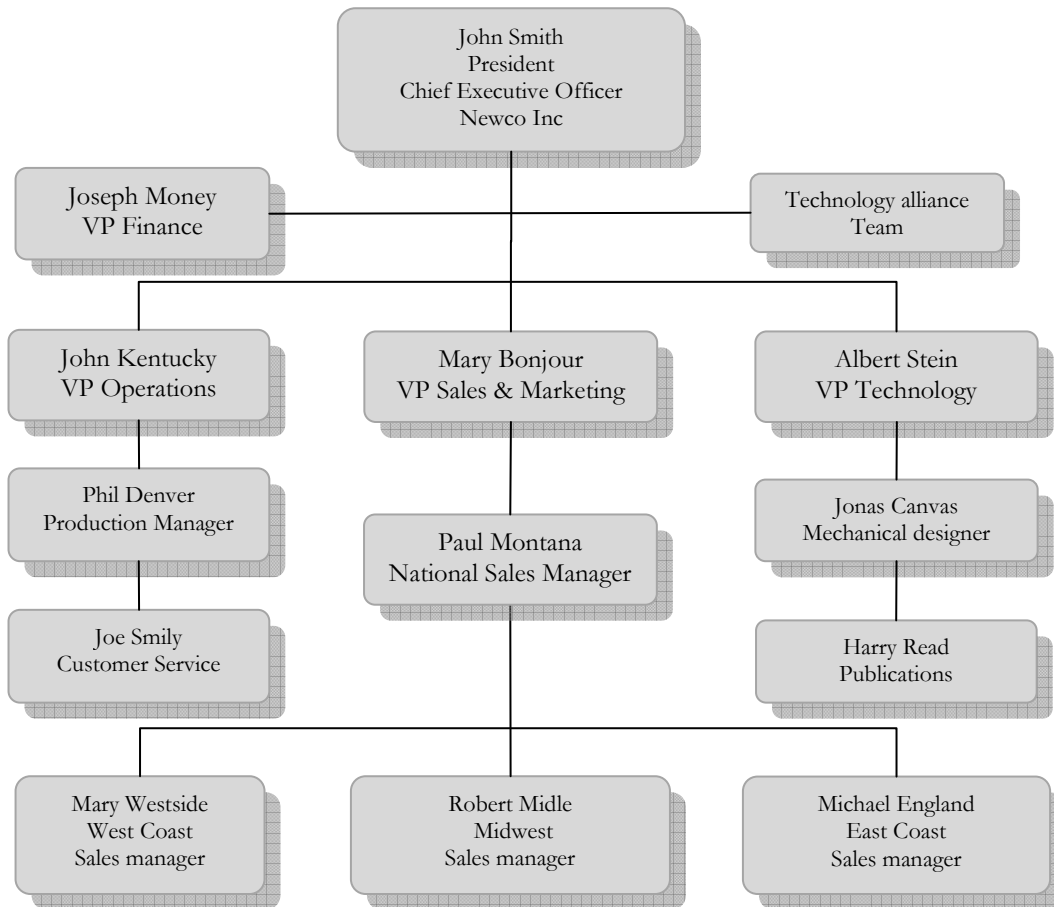 John Smith
President
Chief Executive Officer
Newco Inc
Joseph Money
VP Finance
Technology alliance
Team
John Kentucky
VP Operations
Mary Bonjour
VP Sales & Marketing
Albert Stein
VP Technology
Phil Denver
Production Manager
Jonas Canvas
Mechanical designer
Paul Montana
National Sales Manager
Joe Smily
Customer Service
Harry Read
Publications
Mary Westside
West Coast
Sales manager
Robert Midle
Midwest
Sales manager
Michael England
East Coast
Sales manager